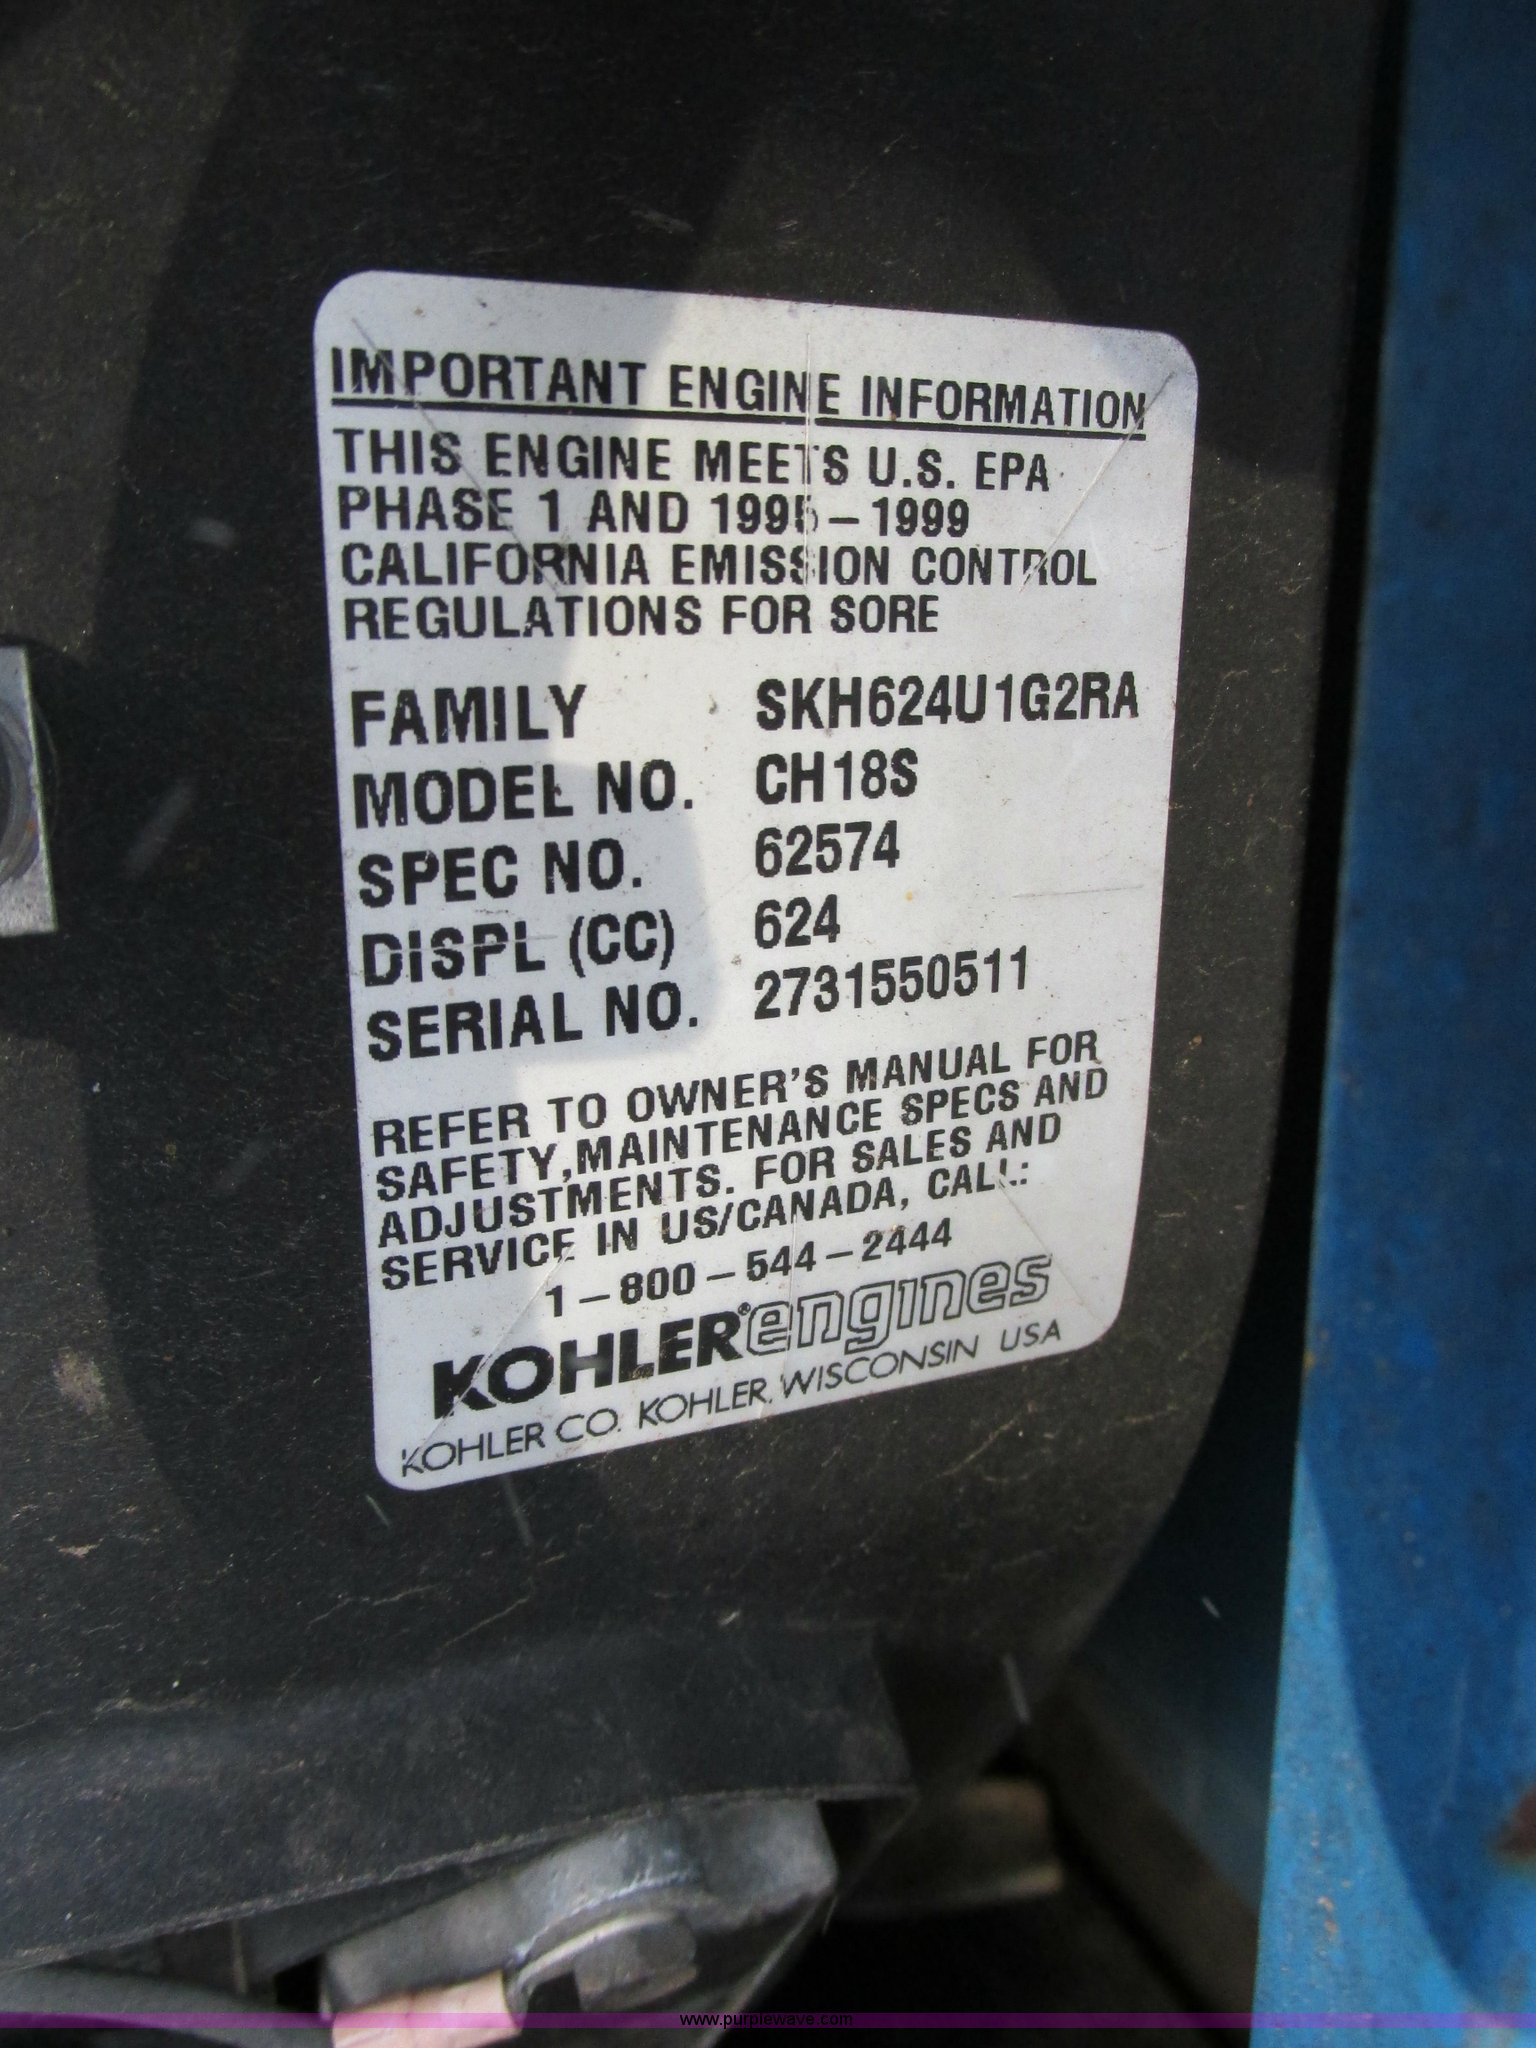 IMPORTANT ENGINE INFORMATION
THIS ENGINE MEETS U.S. EPA
PHASE 1 AND 1995-1999
CALIFORNIA EMISSION CONTROL
REGULATIONS FOR SORE
FAMILY SKH624U1G2RA
MODEL NO. CH18S
SPEC NO. 62574
DISPL (CC) 624
SERIAL NO. 2731550511
REFER TO OWNER'S MANUAL FOR
SAFETY,MAINTENANCE SPECS AND
ADJUSTMENTS. FOR SALES AND
SERVICE IN US/CANADA, CALL:
1-800-544-2444
KOHLER® engines
KOHLER CO. KOHLER, WISCONSIN USA
www.purplewave.com